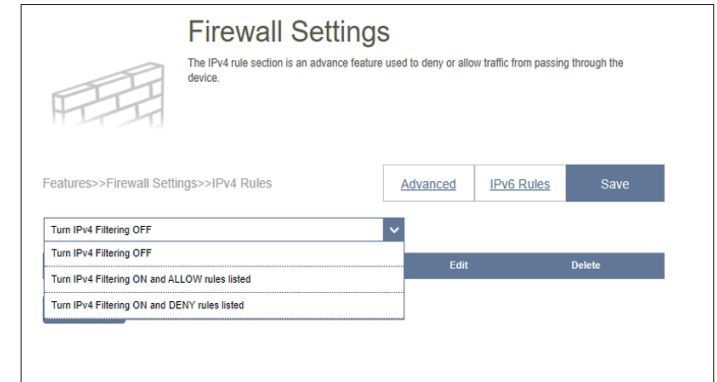 Firewall Settings
The IPv4 rule section is an advance feature used to deny or allow traffic from passing through the
device.
Features>>Firewall Settings>>IPv4 Rules
Advanced
IPv6 Rules
Save
Turn IPv4 Filtering OFF
Turn IPv4 Filtering OFF
Edit
Delete
Turn IPv4 Filtering ON and ALLOW rules listed
Turn IPv4 Filtering ON and DENY rules listed